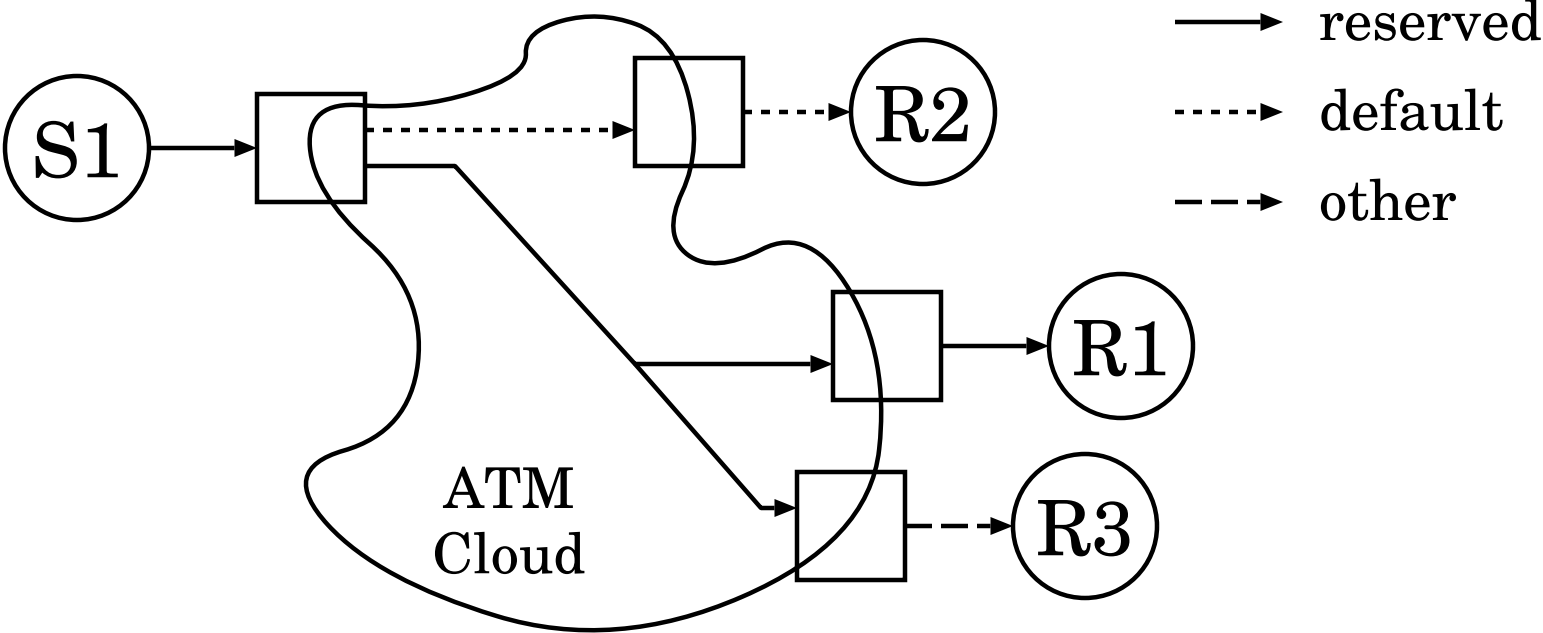 reserved
S1
R2
default
other
R1
ATM
Cloud
R3